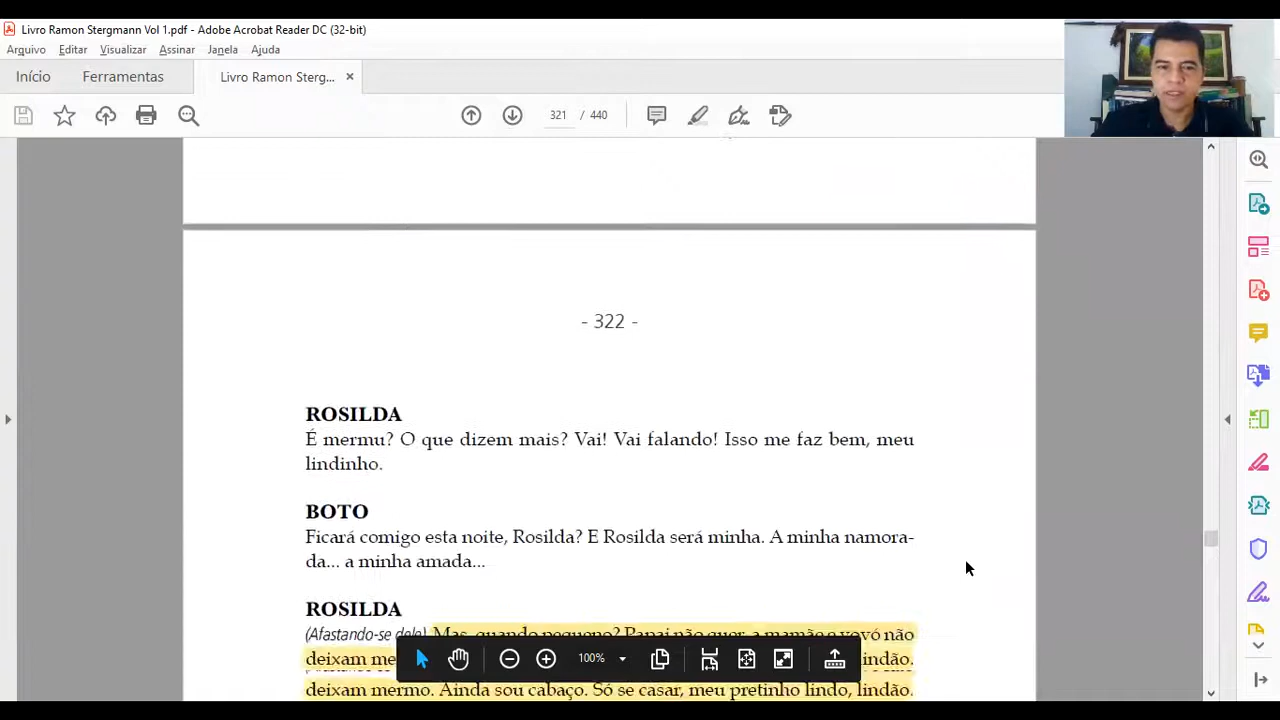 Livro Ramon Stergmann Vol 1.pdf - Adobe Acrobat Reader DC (32-bit)
Arquivo Editar Visualizar Assinar Janela Ajuda
Início Ferramentas Livro Ramon Sterg... ×
321 / 440
- 322 -
ROSILDA
É mermu? O que dizem mais? Vai! Vai falando! Isso me faz bem, meu
lindinho.
BOTO
Ficará comigo esta noite, Rosilda? E Rosilda será minha. A minha namora-
da... a minha amada...
ROSILDA
(Afastando-se dele) Mas, quando pequeno? Papai não quer, a mamãe e vovó não
deixam me lindão.
100%
deixam mermo. Ainda sou cabaço. Só se casar, meu pretinho lindo, lindão.